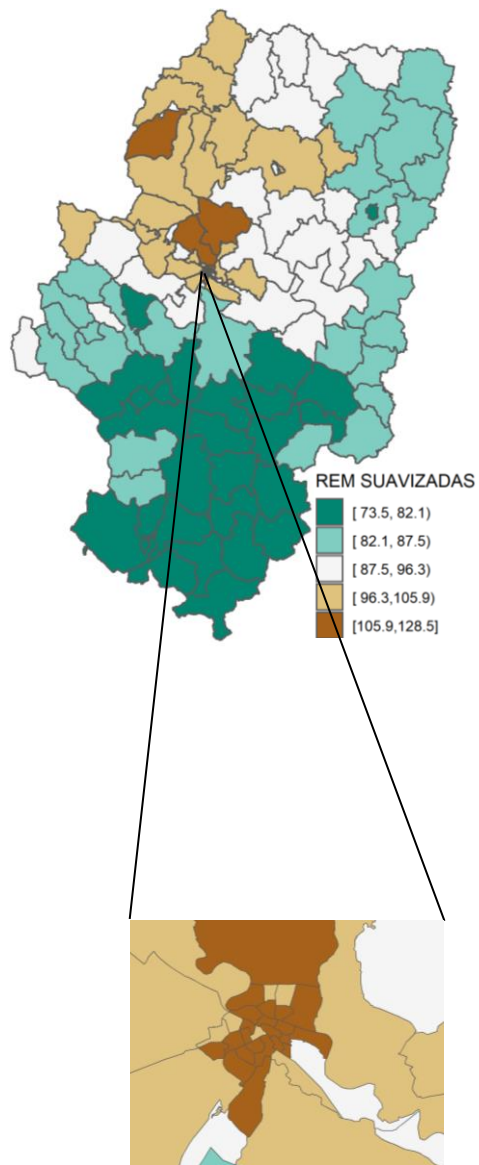 REM SUAVIZADAS
[ 73.5, 82.1)
[ 82.1, 87.5)
[ 87.5, 96.3)
[ 96.3,105.9)
[105.9,128.5]